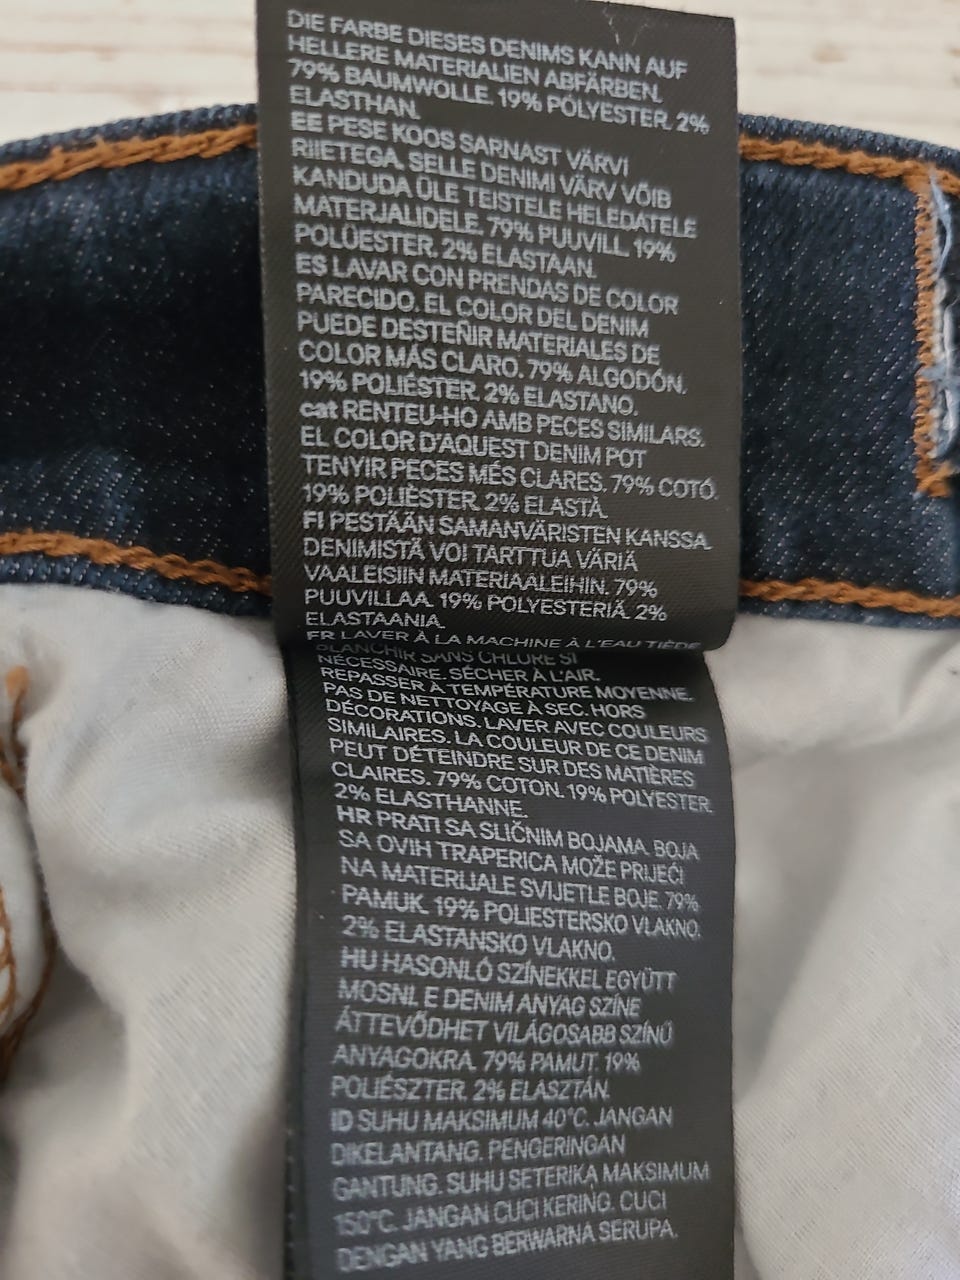 DIE FARBE DIESES DENIMS KANN AUF
HELLERE MATERIALIEN ABFÄRBEN.
79% BAUMWOLLE. 19% POLYESTER. 2%
ELASTHAN.
EE PESE KOOS SARNAST VÄRVI
RIIETEGA. SELLE DENIMI VÄRV VÕIB
KANDUDA ÜLE TEISTELE HELEDATELE
MATERJALIDELE. 79% PUUVILL. 19%
POLÜESTER. 2% ELASTAAN.
ES LAVAR CON PRENDAS DE COLOR
PARECIDO. EL COLOR DEL DENIM
PUEDE DESTEÑIR MATERIALES DE
COLOR MÁS CLARO. 79% ALGODÓN.
19% POLIÉSTER. 2% ELASTANO.
cat RENTEU-HO AMB PECES SIMILARS.
EL COLOR D'AQUEST DENIM POT
TENYIR PECES MÉS CLARES. 79% COTÓ.
19% POLIÈSTER. 2% ELASTÀ.
FI PESTÄÄN SAMANVÄRISTEN KANSSA.
DENIMISTÄ VOI TARTTUA VÄRIÄ
VAALEISIIN MATERIAALEIHIN. 79%
PUUVILLAA. 19% POLYESTERIÄ. 2%
ELASTAANIA.
FR LAVER À LA MACHINE À L'EAU TIÈDE
BLANCHIR SANS CHLORE SI
NÉCESSAIRE. SÉCHER À L'AIR.
REPASSER À TEMPÉRATURE MOYENNE.
PAS DE NETTOYAGE À SEC. HORS
DÉCORATIONS. LAVER AVEC COULEURS
SIMILAIRES. LA COULEUR DE CE DENIM
PEUT DÉTEINDRE SUR DES MATIÈRES
CLAIRES. 79% COTON. 19% POLYESTER.
2% ELASTHANNE.
HR PRATI SA SLIČNIM BOJAMA. BOJA
SA OVIH TRAPERICA MOŽE PRIJEĆI
NA MATERIJALE SVIJETLE BOJE. 79%
PAMUK. 19% POLIESTERSKO VLAKNO.
2% ELASTANSKO VLAKNO.
HU HASONLÓ SZÍNEKKEL EGYÜTT
MOSNI. E DENIM ANYAG SZÍNE
ÁTTEVŐDHET VILÁGOSABB SZÍNŰ
ANYAGOKRA. 79% PAMUT. 19%
POLIÉSZTER. 2% ELASZTÁN.
ID SUHU MAKSIMUM 40°C. JANGAN
DIKELANTANG. PENGERINGAN
GANTUNG. SUHU SETERIKA MAKSIMUM
150°C. JANGAN CUCI KERING. CUCI
DENGAN YANG BERWARNA SERUPA.